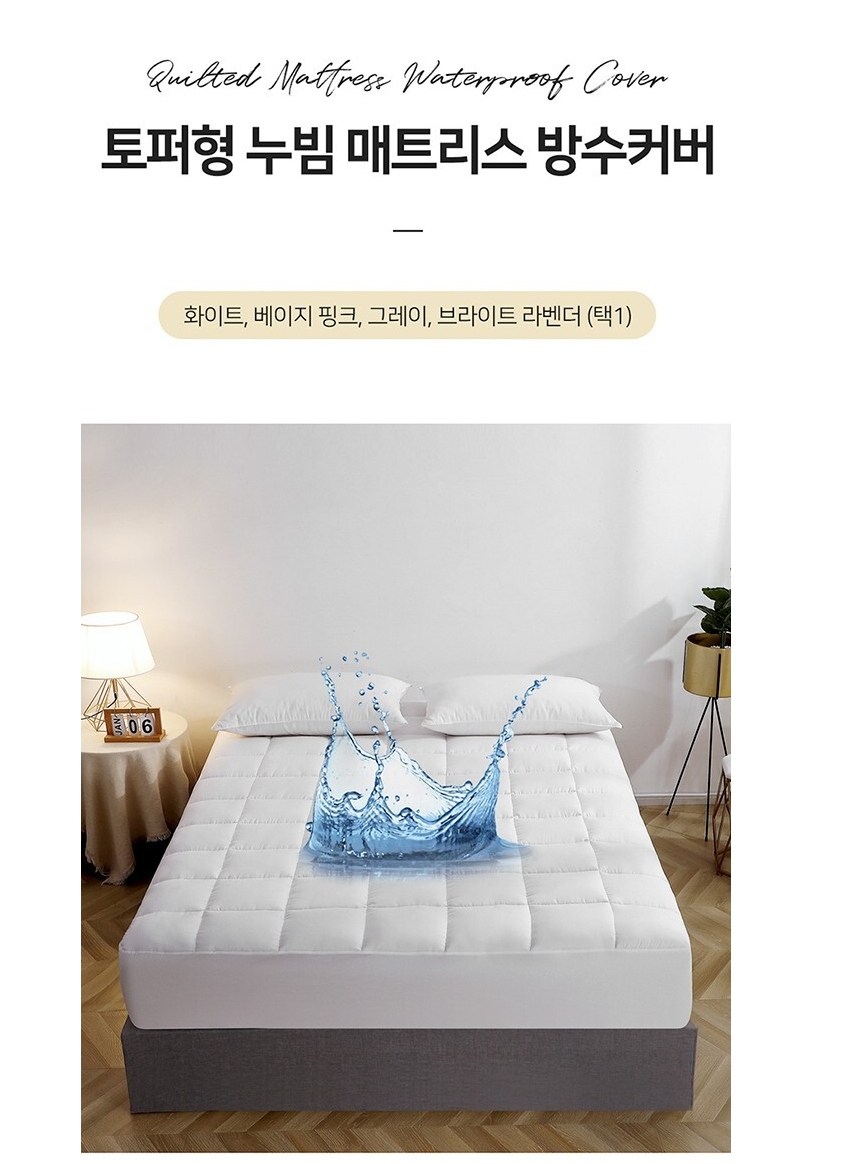 Quilted Mattress Waterproof Cover
토퍼형 누빔 매트리스 방수커버
화이트, 베이지 핑크, 그레이, 브라이트 라벤더 (택1)
JAN 06